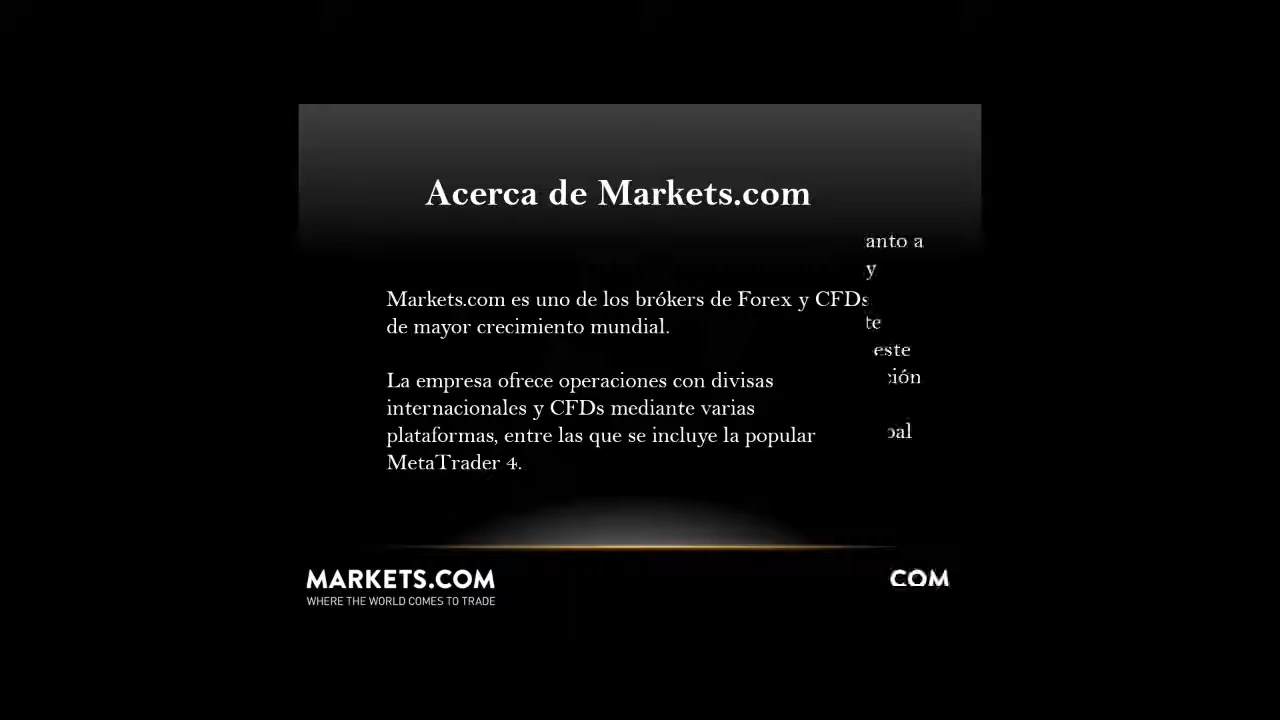 Acerca de Markets.com
anto a
y
Markets.com es uno de los brókers de Forex y CFDs
de mayor crecimiento mundial.
te
este
ción
La empresa ofrece operaciones con divisas
internacionales y CFDs mediante varias
plataformas, entre las que se incluye la popular
MetaTrader 4.
MARKETS.COM
WHERE THE WORLD COMES TO TRADE
COM